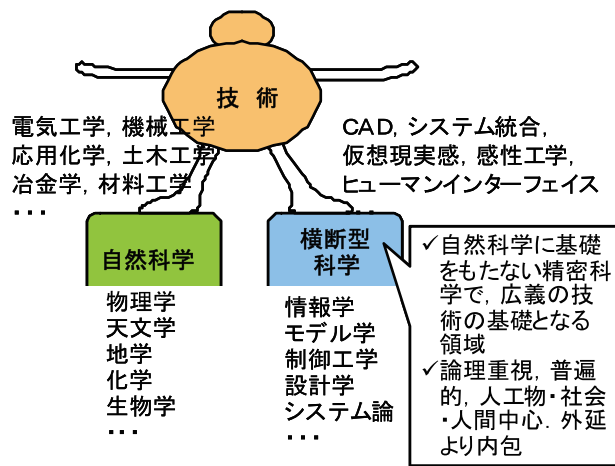 技 術
電気工学, 機械工学
応用化学, 土木工学
冶金学, 材料工学
・・・
CAD, システム統合,
仮想現実感, 感性工学,
ヒューマンインターフェイス
・・・
自然科学
物理学
天文学
地学
化学
生物学
・・・
横断型
科学
情報学
モデル学
制御工学
設計学
システム論
・・・
✓自然科学に基礎
をもたない精密科
学で, 広義の技
術の基礎となる
領域
✓論理重視, 普遍
的, 人工物・社会
・人間中心. 外延
より内包